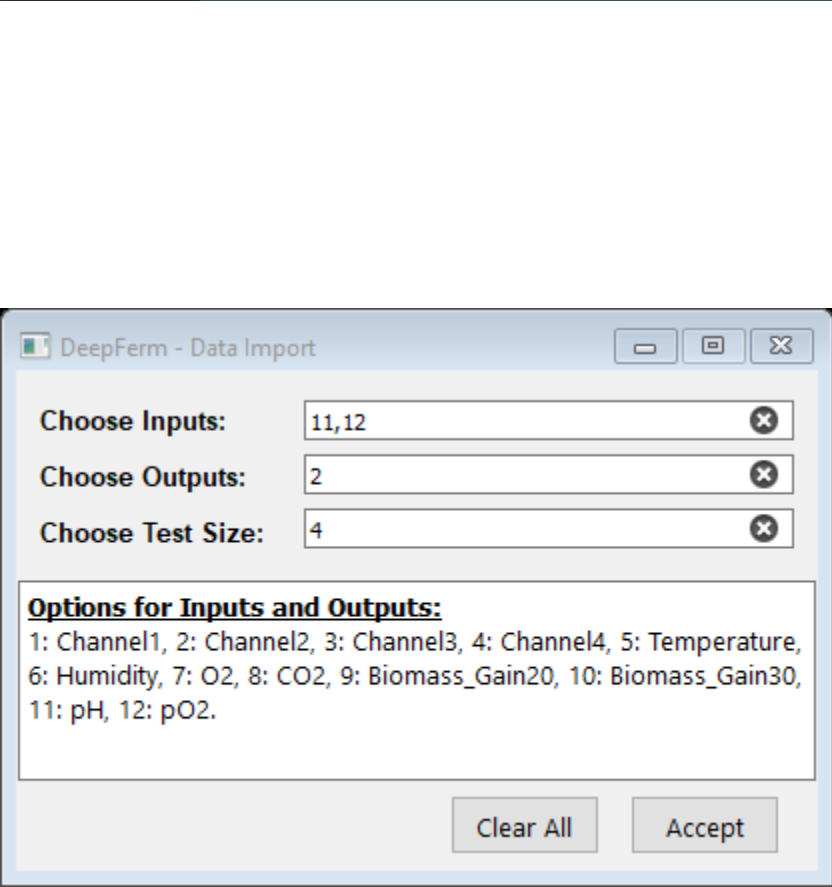 DeepFerm - Data Import
Choose Inputs: 11,12
Choose Outputs: 2
Choose Test Size: 4
Options for Inputs and Outputs:
1: Channel1, 2: Channel2, 3: Channel3, 4: Channel4, 5: Temperature,
6: Humidity, 7: O2, 8: CO2, 9: Biomass_Gain20, 10: Biomass_Gain30,
11: pH, 12: pO2.
Clear All Accept